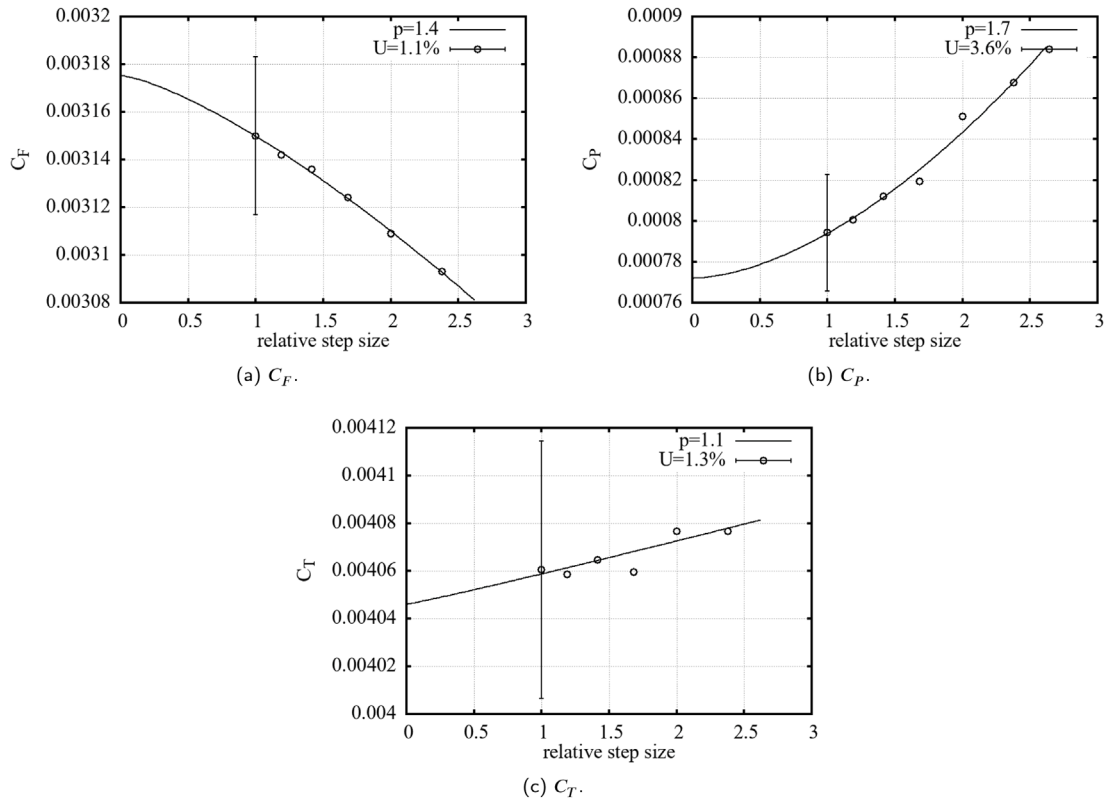 0.0032
0.00318
0.00316
0.00314
0.00312
0.0031
0.00308
C_F
p=1.4
U=1.1%
0 0.5 1 1.5 2 2.5 3
relative step size
(a) C_F.
0.0009
0.00088
0.00086
0.00084
0.00082
0.0008
0.00078
0.00076
C_P
p=1.7
U=3.6%
0 0.5 1 1.5 2 2.5 3
relative step size
(b) C_P.
0.00412
0.0041
0.00408
0.00406
0.00404
0.00402
0.004
C_T
p=1.1
U=1.3%
0 0.5 1 1.5 2 2.5 3
relative step size
(c) C_T.